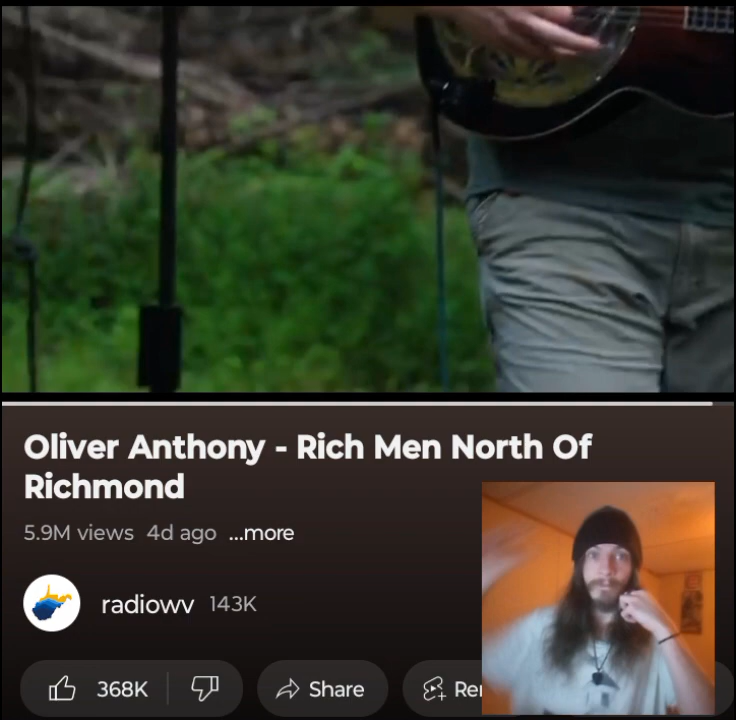 Oliver Anthony - Rich Men North Of
Richmond
5.9M views 4d ago ...more
radiowv 143K
368K Share